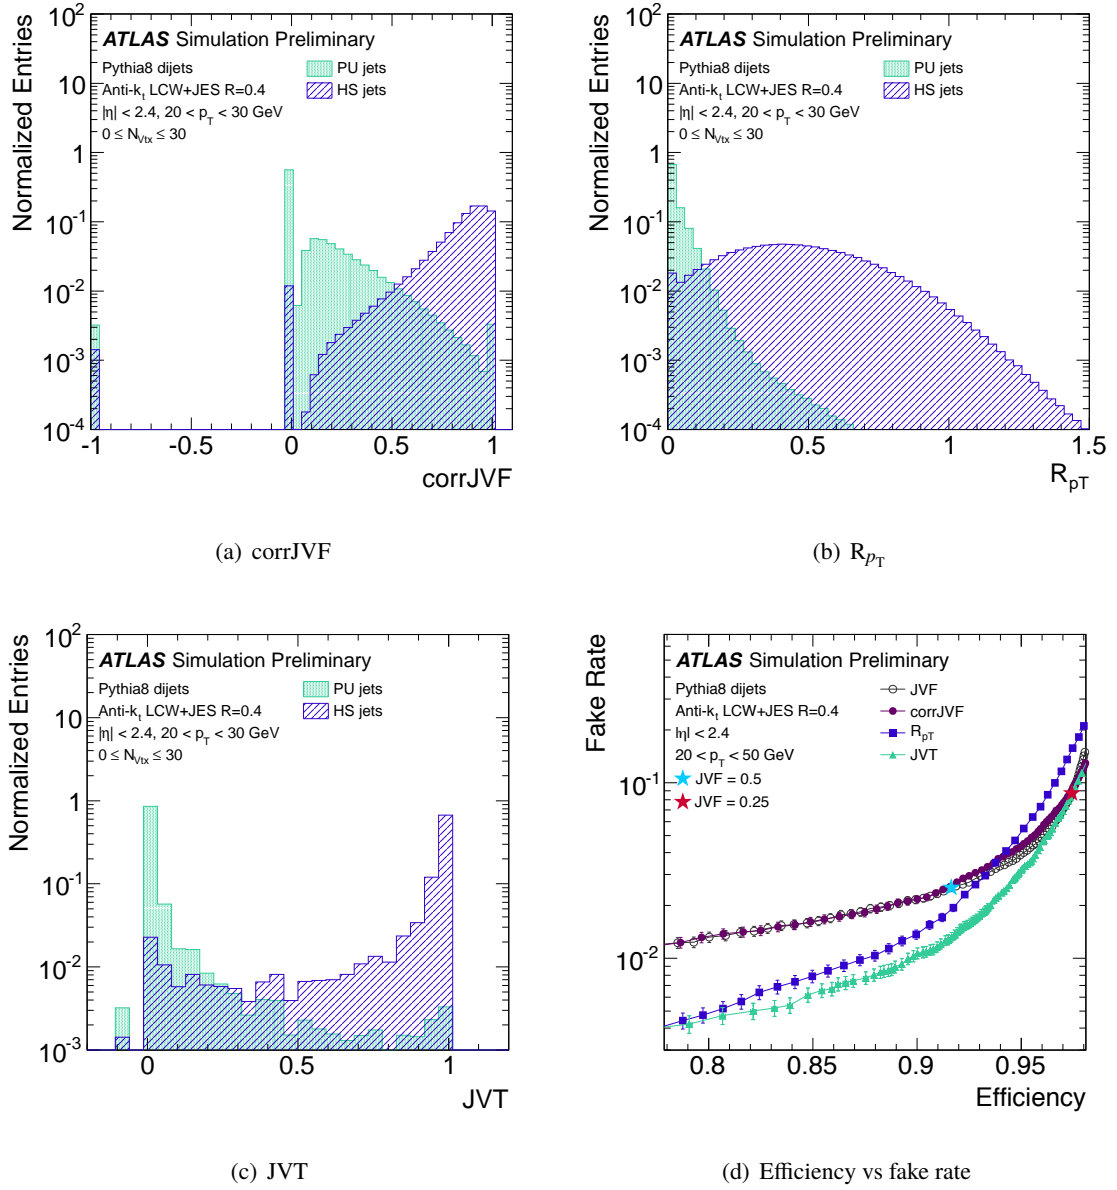 ATLAS Simulation Preliminary
Pythia8 dijets
Anti-kt LCW+JES R=0.4
|η| < 2.4, 20 < pT < 30 GeV
0 ≤ NVtx ≤ 30
PU jets
HS jets
Normalized Entries
10²
10
1
10⁻¹
10⁻²
10⁻³
10⁻⁴
-1 -0.5 0 0.5 1
corrJVF
(a) corrJVF
ATLAS Simulation Preliminary
Pythia8 dijets
Anti-kt LCW+JES R=0.4
|η| < 2.4, 20 < pT < 30 GeV
0 ≤ NVtx ≤ 30
PU jets
HS jets
Normalized Entries
10²
10
1
10⁻¹
10⁻²
10⁻³
10⁻⁴
0 0.5 1 1.5
RpT
(b) RpT
ATLAS Simulation Preliminary
Pythia8 dijets
Anti-kt LCW+JES R=0.4
|η| < 2.4, 20 < pT < 30 GeV
0 ≤ NVtx ≤ 30
PU jets
HS jets
Normalized Entries
10²
10
1
10⁻¹
10⁻²
10⁻³
0 0.5 1
JVT
(c) JVT
ATLAS Simulation Preliminary
Pythia8 dijets
Anti-kt LCW+JES R=0.4
|η| < 2.4
20 < pT < 50 GeV
JVF = 0.5
JVF = 0.25
JVF
corrJVF
RpT
JVT
Fake Rate
10⁻¹
10⁻²
0.8 0.85 0.9 0.95
Efficiency
(d) Efficiency vs fake rate